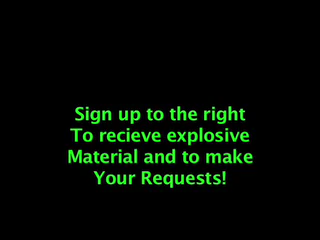 Sign up to the right
To recieve explosive
Material and to make
Your Requests!